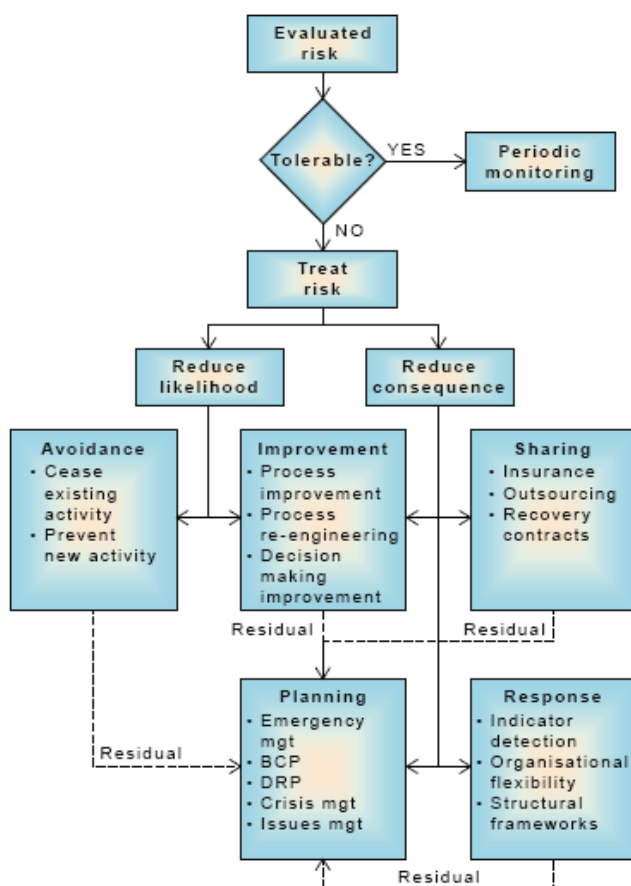 Evaluated
risk
Tolerable?
YES
Periodic
monitoring
NO
Treat
risk
Reduce
likelihood
Reduce
consequence
Avoidance
▪ Cease
existing
activity
▪ Prevent
new activity
Improvement
▪ Process
improvement
▪ Process
re-engineering
▪ Decision
making
improvement
Sharing
▪ Insurance
▪ Outsourcing
▪ Recovery
contracts
Residual
Residual
Residual
Planning
▪ Emergency
mgt
▪ BCP
▪ DRP
▪ Crisis mgt
▪ Issues mgt
Response
▪ Indicator
detection
▪ Organisational
flexibility
▪ Structural
frameworks
Residual